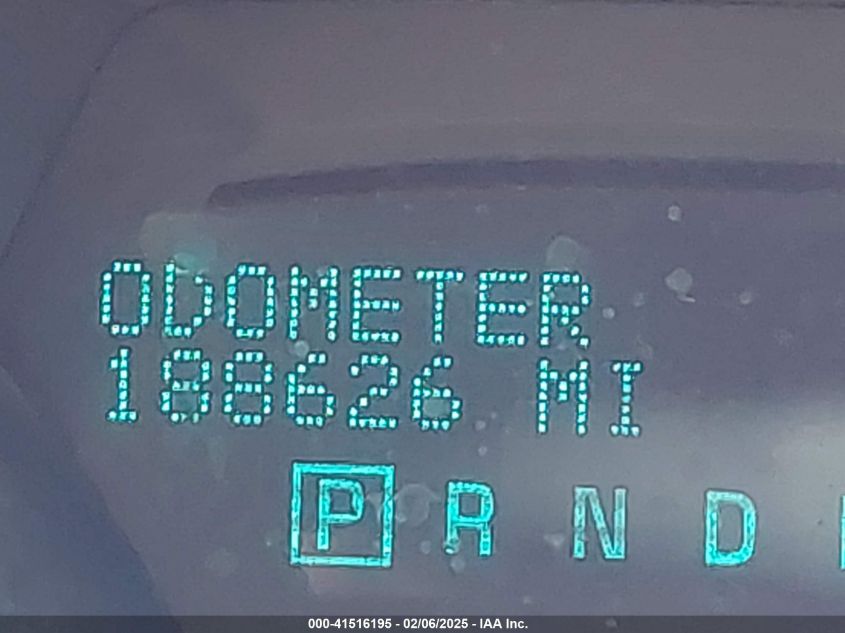 ODOMETER
188626 MI
P R N D
000-41516195 - 02/06/2025 - IAA Inc.